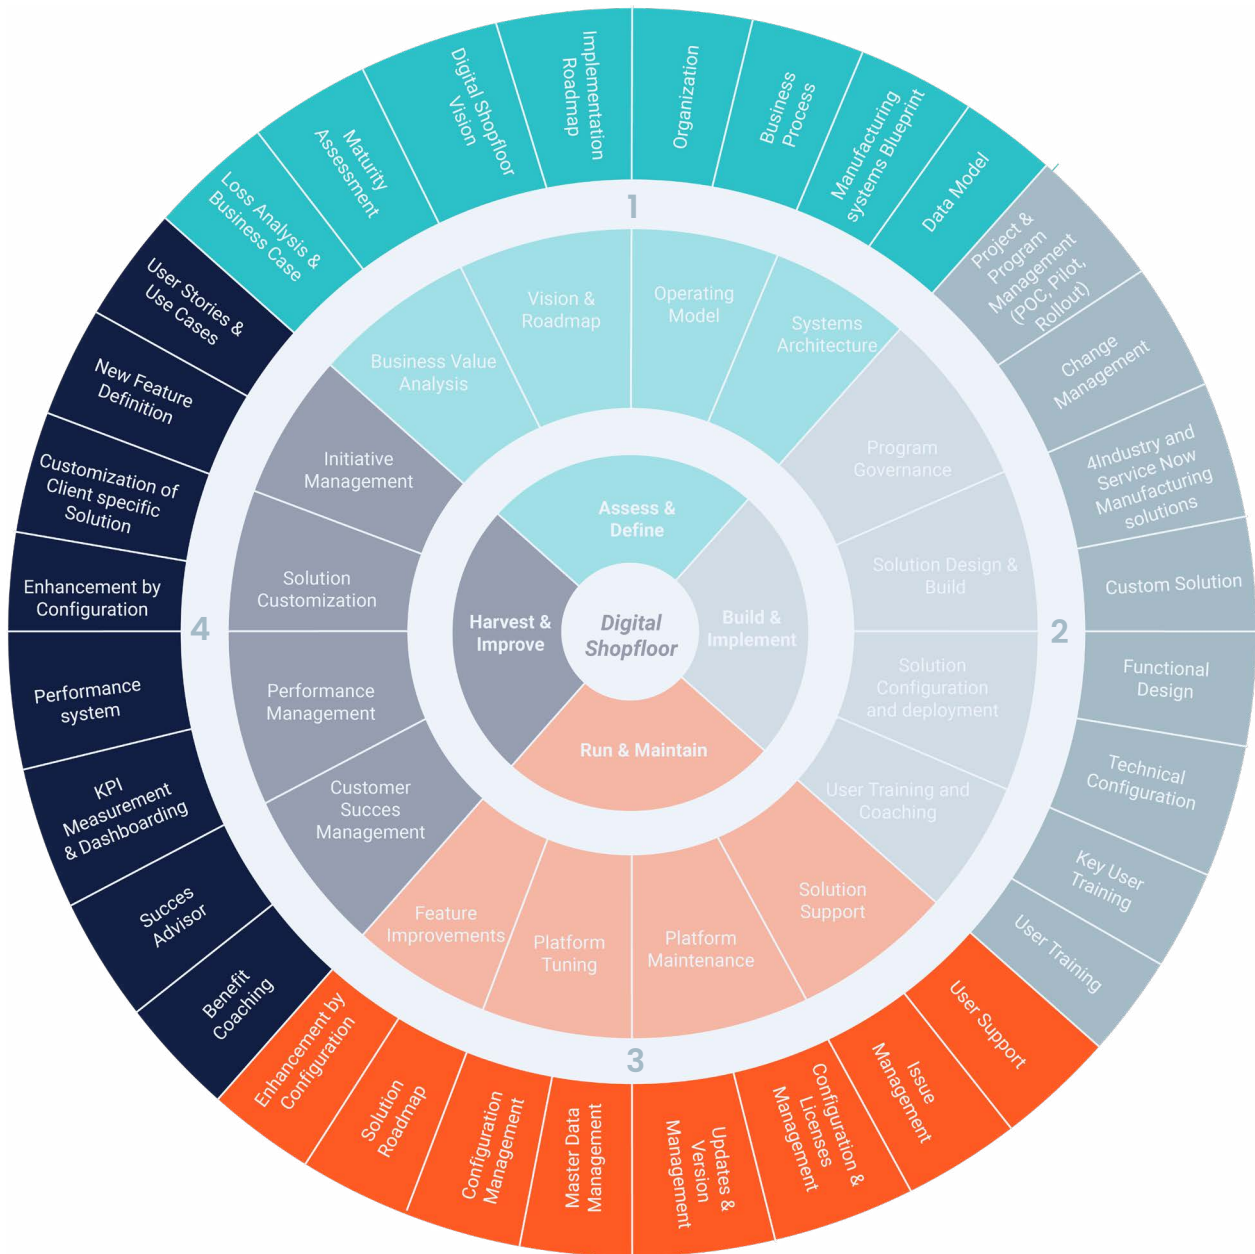 Digital
Shopfloor
Assess &
Define
Build &
Implement
Run & Maintain
Harvest &
Improve
1
Business Value
Analysis
Vision &
Roadmap
Operating
Model
Systems
Architecture
Loss Analysis &
Business Case
Maturity
Assessment
Digital Shopfloor
Vision
Implementation
Roadmap
Organization
Business
Process
Manufacturing
systems Blueprint
Data Model
2
Program
Governance
Solution Design &
Build
Solution
Configuration
and deployment
User Training and
Coaching
Project &
Program
Management
(POC, Pilot,
Rollout)
Change
Management
4Industry and
Service Now
Manufacturing
solutions
Custom Solution
Functional
Design
Technical
Configuration
Key User
Training
User Training
3
Solution
Support
Platform
Maintenance
Platform
Tuning
Feature
Improvements
User Support
Issue
Management
Configuration &
Licenses
Management
Updates &
Version
Management
Master Data
Management
Configuration
Management
Solution
Roadmap
Enhancement by
Configuration
4
Customer
Succes
Management
Performance
Management
Solution
Customization
Initiative
Management
Benefit
Coaching
Succes
Advisor
KPI
Measurement
& Dashboarding
Performance
system
Enhancement by
Configuration
Customization of
Client specific
Solution
New Feature
Definition
User Stories &
Use Cases